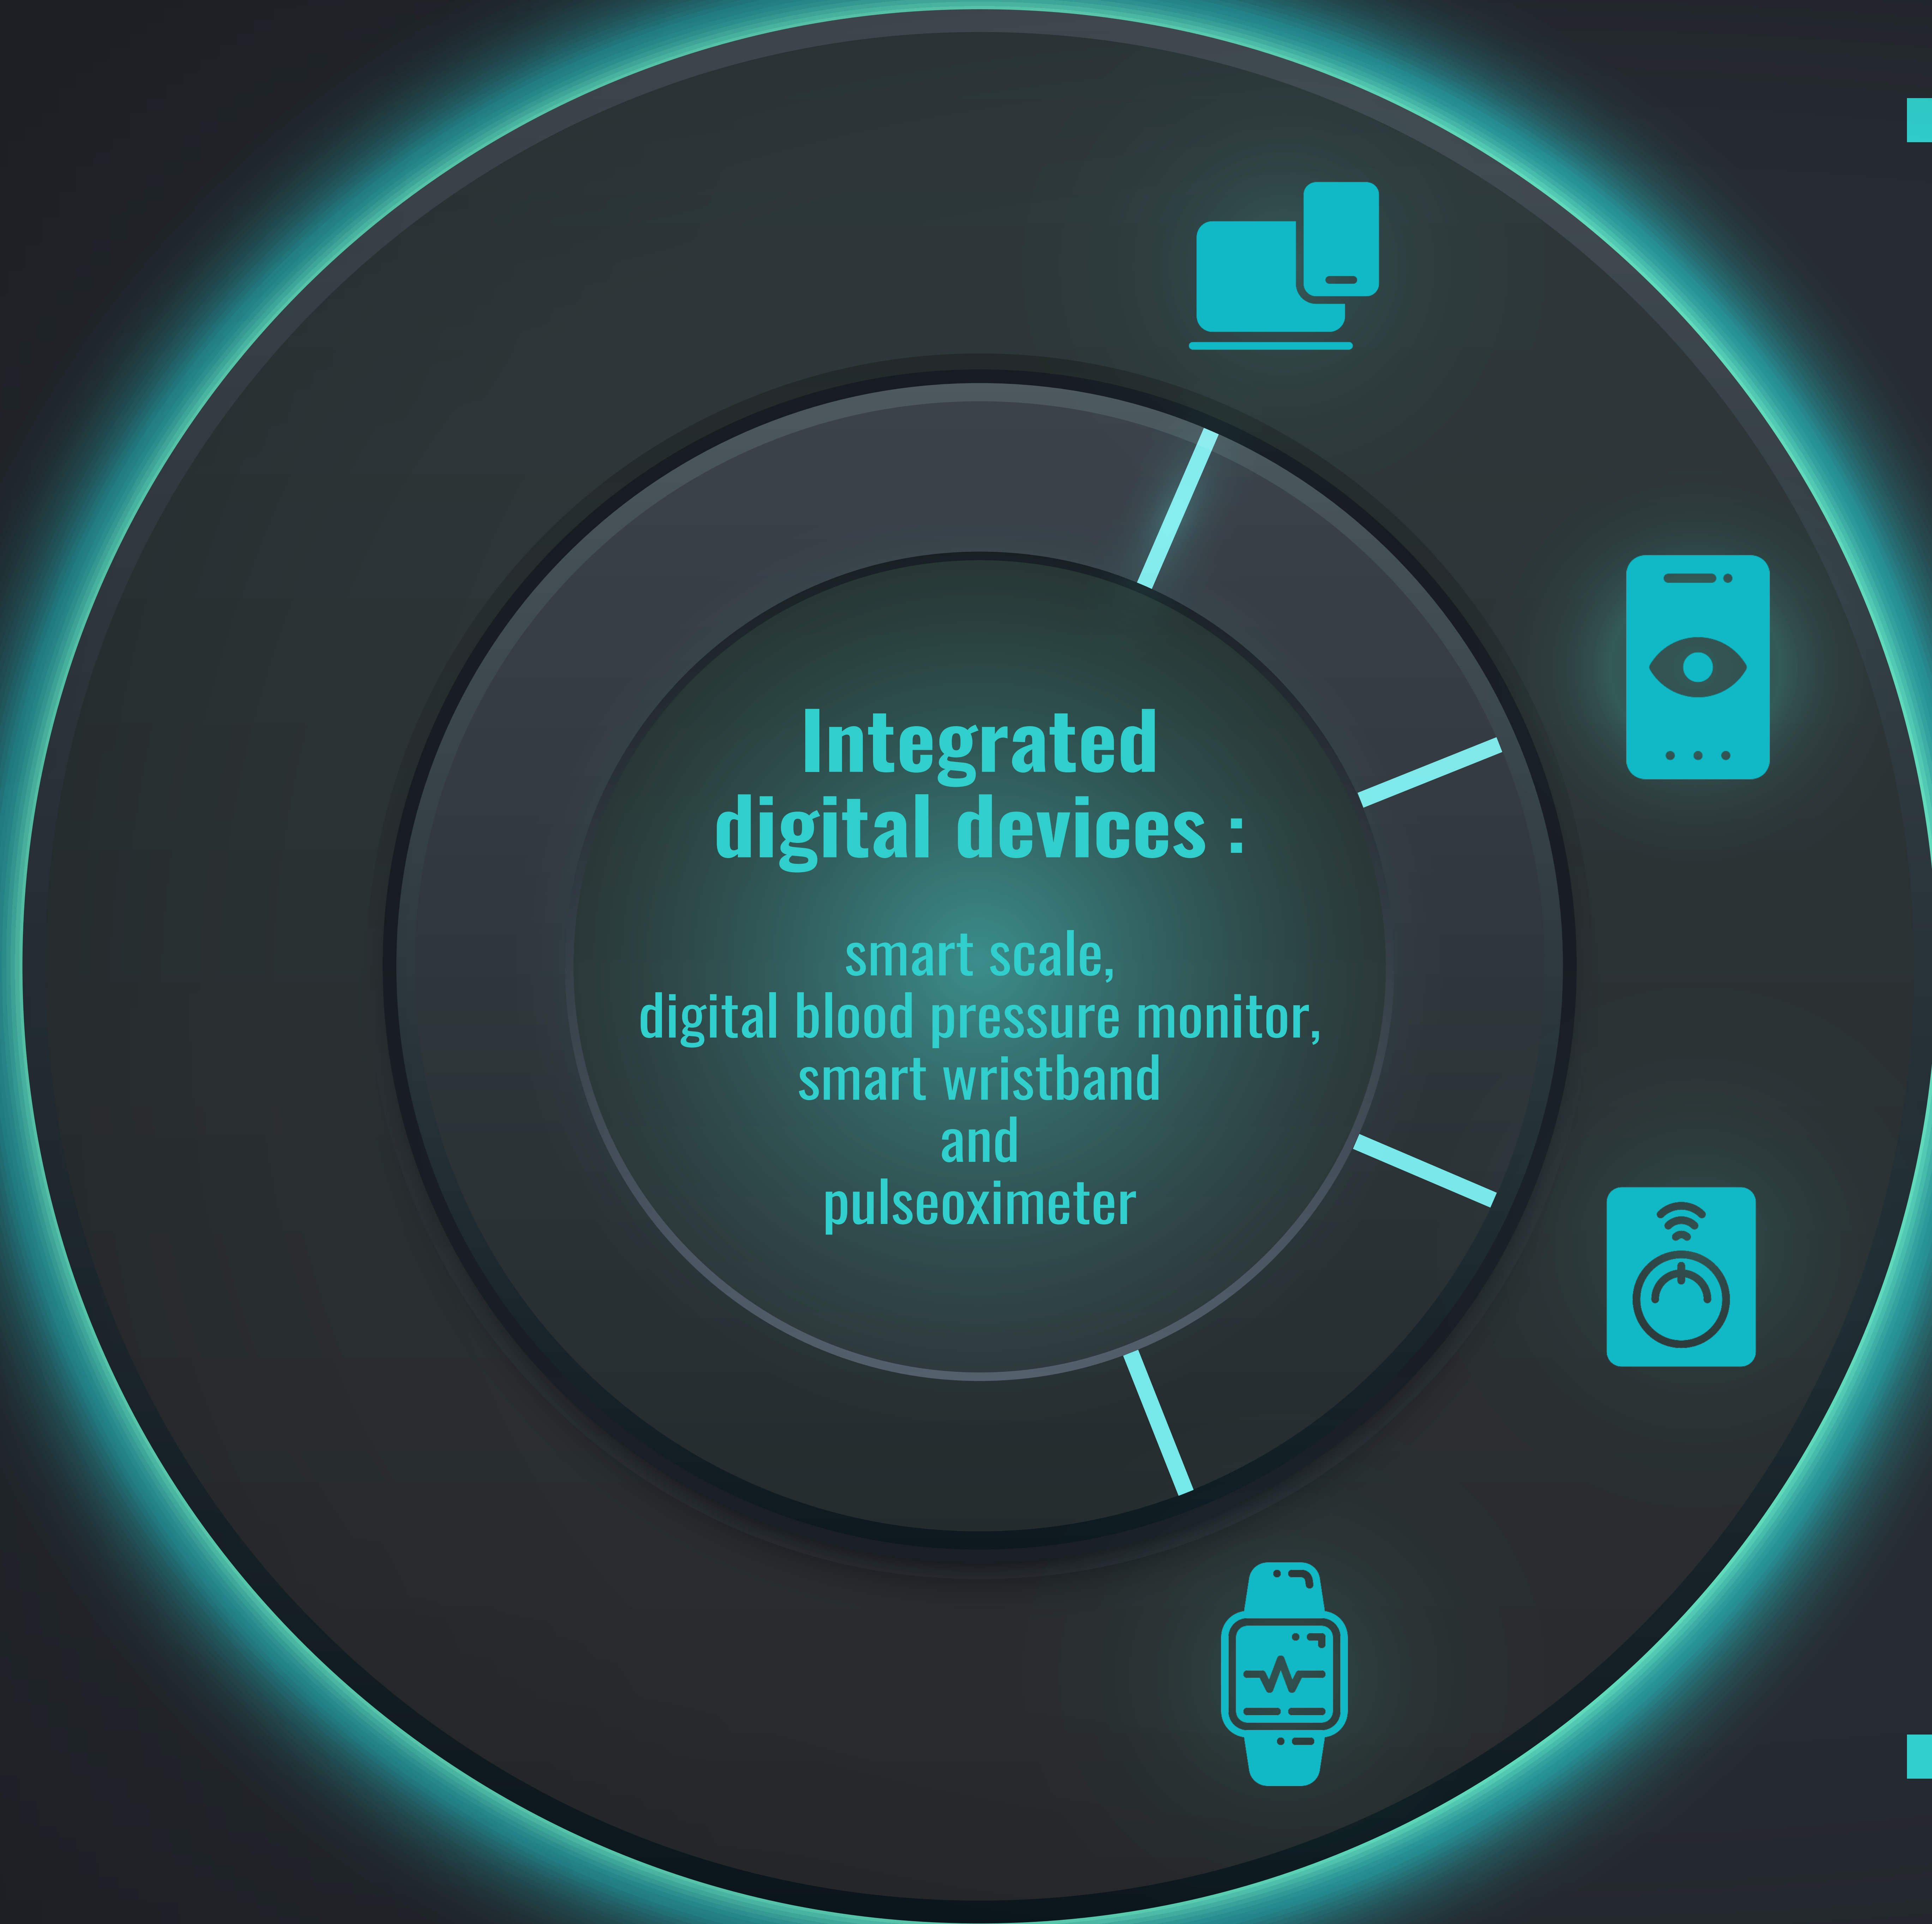 Integrated
digital devices :
smart scale,
digital blood pressure monitor,
smart wristband
and
pulseoximeter